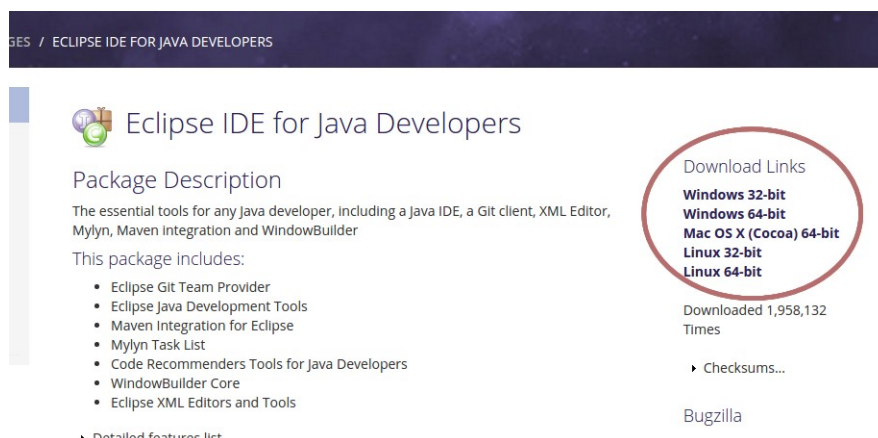 GES / ECLIPSE IDE FOR JAVA DEVELOPERS
Eclipse IDE for Java Developers
Package Description
The essential tools for any Java developer, including a Java IDE, a Git client, XML Editor,
Mylyn, Maven integration and WindowBuilder
This package includes:
Eclipse Git Team Provider
Eclipse Java Development Tools
Maven Integration for Eclipse
Mylyn Task List
Code Recommenders Tools for Java Developers
WindowBuilder Core
Eclipse XML Editors and Tools
Detailed features list
Download Links
Windows 32-bit
Windows 64-bit
Mac OS X (Cocoa) 64-bit
Linux 32-bit
Linux 64-bit
Downloaded 1,958,132
Times
Checksums...
Bugzilla